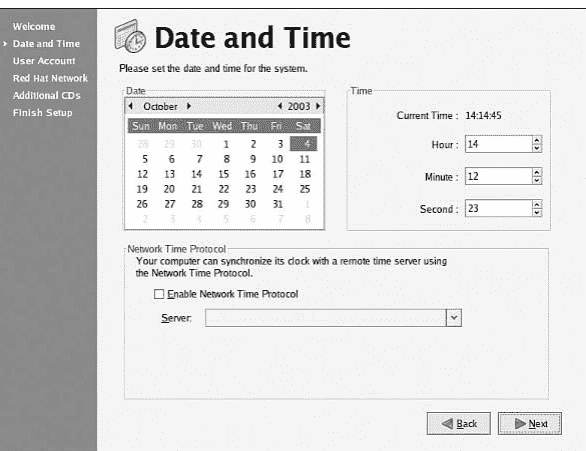 Welcome
Date and Time
User Account
Red Hat Network
Additional CDs
Finish Setup
Date and Time
Please set the date and time for the system.
Date
October 2003
Sun Mon Tue Wed Thu Fri Sat
28 29 30 1 2 3 4
5 6 7 8 9 10 11
12 13 14 15 16 17 18
19 20 21 22 23 24 25
26 27 28 29 30 31 1
2 3 4 5 6 7 8
Time
Current Time : 14:14:45
Hour : 14
Minute : 12
Second : 23
Network Time Protocol
Your computer can synchronize its clock with a remote time server using
the Network Time Protocol.
Enable Network Time Protocol
Server:
Back
Next